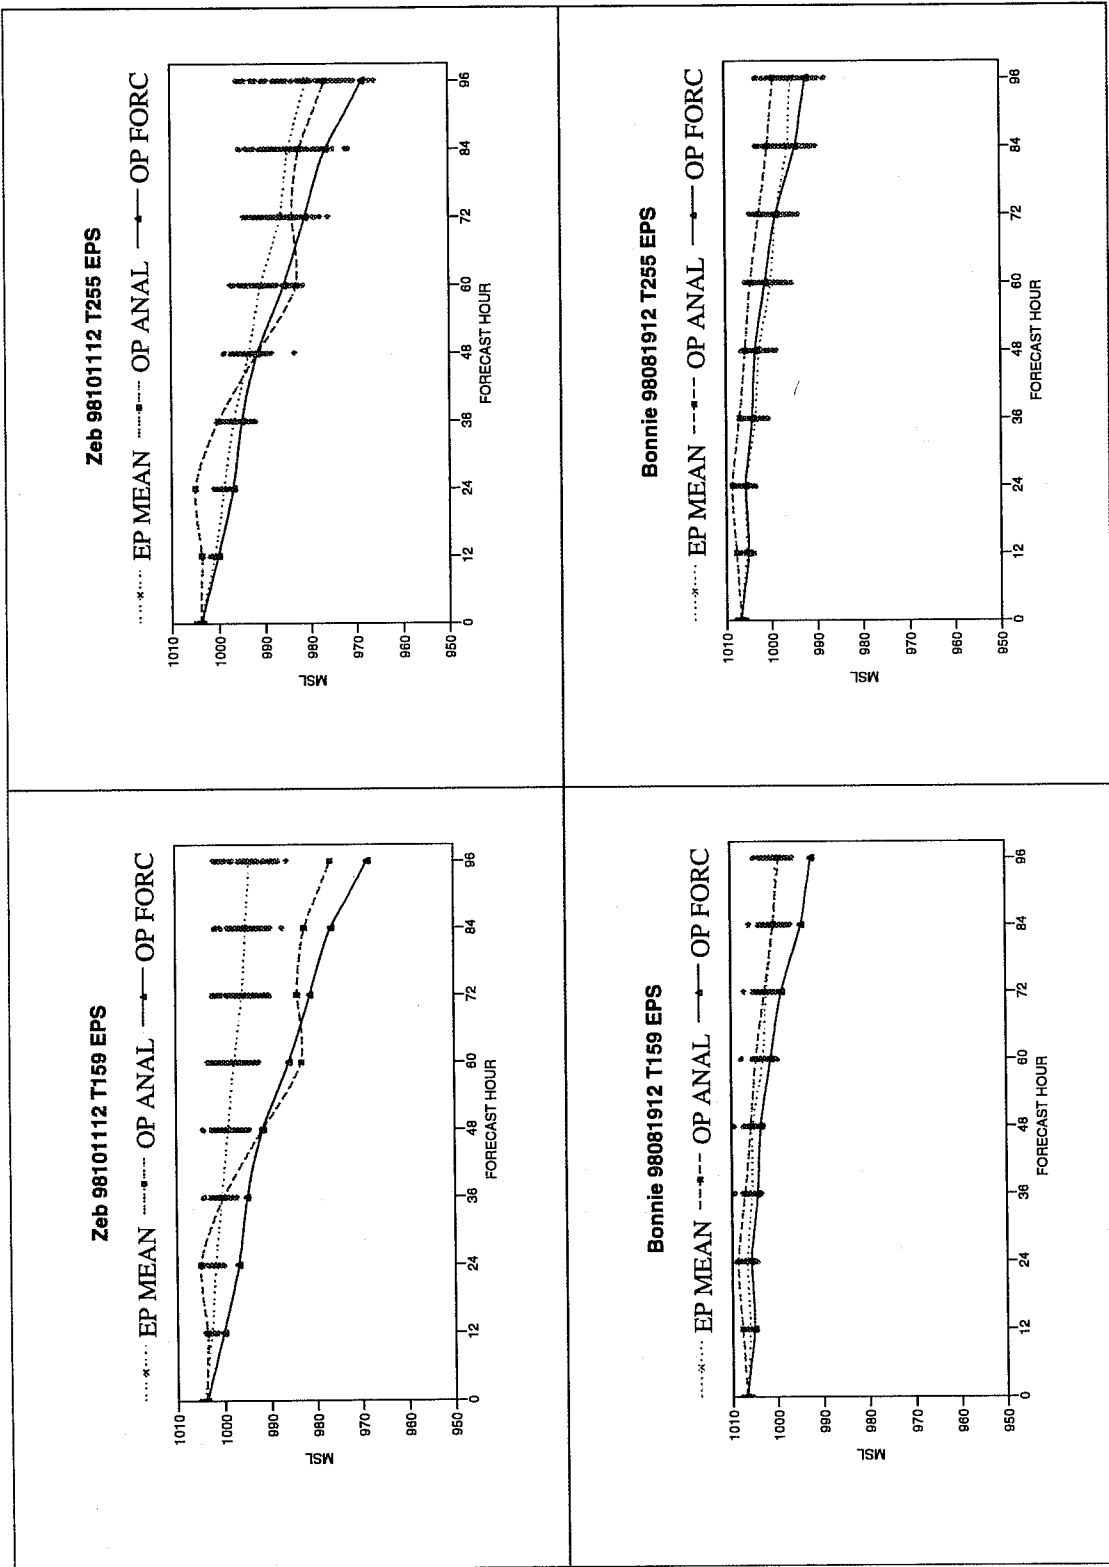 Zeb 98101112 T159 EPS
EP MEAN OP ANAL OP FORC
1010
1000
990
980
970
960
950
MSL
0 12 24 36 48 60 72 84 96
FORECAST HOUR
Zeb 98101112 T255 EPS
EP MEAN OP ANAL OP FORC
1010
1000
990
980
970
960
950
MSL
0 12 24 36 48 60 72 84 96
FORECAST HOUR
Bonnie 98081912 T159 EPS
EP MEAN OP ANAL OP FORC
1010
1000
990
980
970
960
950
MSL
0 12 24 36 48 60 72 84 96
FORECAST HOUR
Bonnie 98081912 T255 EPS
EP MEAN OP ANAL OP FORC
1010
1000
990
980
970
960
950
MSL
0 12 24 36 48 60 72 84 96
FORECAST HOUR